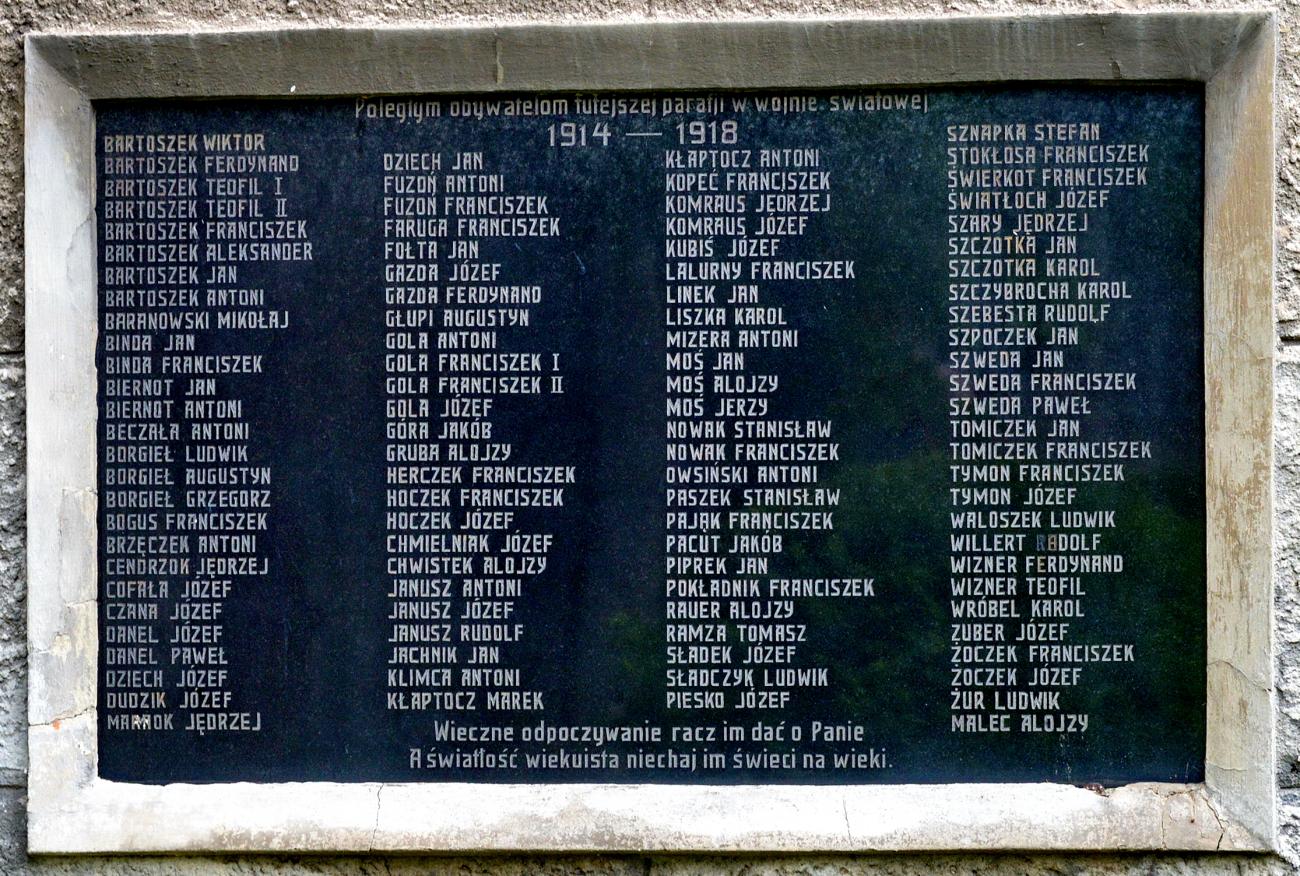 Poległym obywatelom tutejszej parafji w wojnie światowej
1914 — 1918
BARTOSZEK WIKTOR
BARTOSZEK FERDYNAND
BARTOSZEK TEOFIL I
BARTOSZEK TEOFIL II
BARTOSZEK FRANCISZEK
BARTOSZEK ALEKSANDER
BARTOSZEK JAN
BARTOSZEK ANTONI
BARANOWSKI MIKOŁAJ
BINDA JAN
BINDA FRANCISZEK
BIERNOT JAN
BIERNOT ANTONI
BECZAŁA ANTONI
BORGIEŁ LUDWIK
BORGIEŁ AUGUSTYN
BORGIEŁ GRZEGORZ
BOGUS FRANCISZEK
BRZĘCZEK ANTONI
CENDRZOK JĘDRZEJ
COFAŁA JÓZEF
CZANA JÓZEF
DANEL JÓZEF
DANEL PAWEŁ
DZIECH JÓZEF
DUDZIK JÓZEF
JĘDRZEJ
DZIECH JAN
FUZOŃ ANTONI
FUZOŃ FRANCISZEK
FARUGA FRANCISZEK
FOŁTA JAN
GAZDA JÓZEF
GAZDA FERDYNAND
GŁUPI AUGUSTYN
GOLA ANTONI
GOLA FRANCISZEK I
GOLA FRANCISZEK II
GOLA JÓZEF
GÓRA JAKÓB
GRUBA ALOJZY
HERCZEK FRANCISZEK
HOCZEK FRANCISZEK
HOCZEK JÓZEF
CHMIELNIAK JÓZEF
CHWISTEK ALOJZY
JANUSZ ANTONI
JANUSZ JÓZEF
JANUSZ RUDOLF
JACHNIK JAN
KLIMCA ANTONI
KŁAPTOCZ MAREK
KŁAPTOCZ ANTONI
KOPEĆ FRANCISZEK
KOMRAUS JĘDRZEJ
KOMRAUS JÓZEF
KUBIŚ JÓZEF
LALURNY FRANCISZEK
LINEK JAN
LISZKA KAROL
MIZERA ANTONI
MOŚ JAN
MOŚ ALOJZY
MOŚ JERZY
NOWAK STANISŁAW
NOWAK FRANCISZEK
OWSIŃSKI ANTONI
PASZEK STANISŁAW
PAJĄK FRANCISZEK
PACUT JAKÓB
PIPREK JAN
POKŁADNIK FRANCISZEK
RAUER ALOJZY
RAMZA TOMASZ
SŁADEK JÓZEF
SŁADCZYK LUDWIK
PIESKO JÓZEF
SZNAPKA STEFAN
STOKŁOSA FRANCISZEK
ŚWIERKOT FRANCISZEK
ŚWIATŁOCH JÓZEF
SZARY JĘDRZEJ
SZCZOTKA JAN
SZCZOTKA KAROL
SZCZYBROCHA KAROL
SZEBESTA RUDOLF
SZPOCZEK JAN
SZWEDA JAN
SZWEDA FRANCISZEK
SZWEDA PAWEŁ
TOMICZEK JAN
TOMICZEK FRANCISZEK
TYMON FRANCISZEK
TYMON JÓZEF
WALOSZEK LUDWIK
WILLERT RUDOLF
WIZNER FERDYNAND
WIZNER TEOFIL
WRÓBEL KAROL
ZUBER JÓZEF
ŻOCZEK FRANCISZEK
ŻOCZEK JÓZEF
ŻUR LUDWIK
MALEC ALOJZY
Wieczne odpoczywanie racz im dać o Panie
A światłość wiekuista niechaj im świeci na wieki.